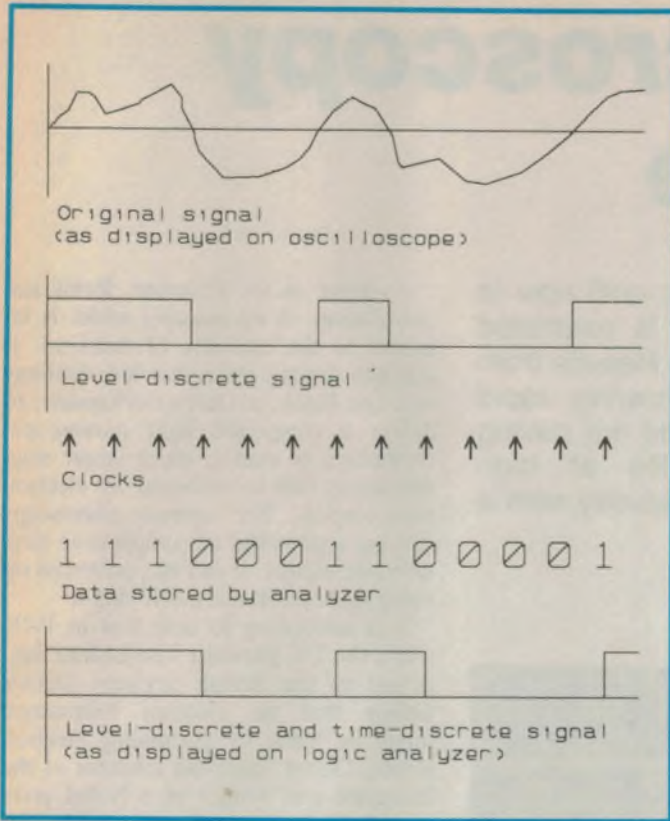 roscopy
Original signal
(as displayed on oscilloscope)
Level-discrete signal
Clocks
1 1 1 0 0 0 1 1 0 0 0 0 1
Data stored by analyzer
Level-discrete and time-discrete signal
(as displayed on logic analyzer)